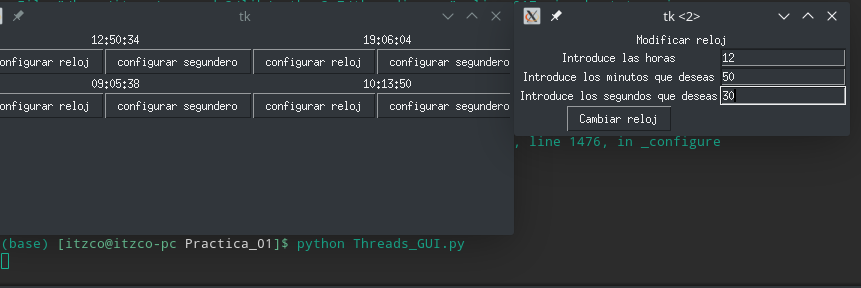 tk
12:50:34 19:06:04
onfigurar reloj configurar segundero configurar reloj configurar segundero
09:05:38 10:13:50
onfigurar reloj configurar segundero configurar reloj configurar segundero
tk <2>
Modificar reloj
Introduce las horas 12
Introduce los minutos que deseas 50
Introduce los segundos que deseas 30
Cambiar reloj
, line 1476, in _configure
(base) [itzco@itzco-pc Practica_01]$ python Threads_GUI.py